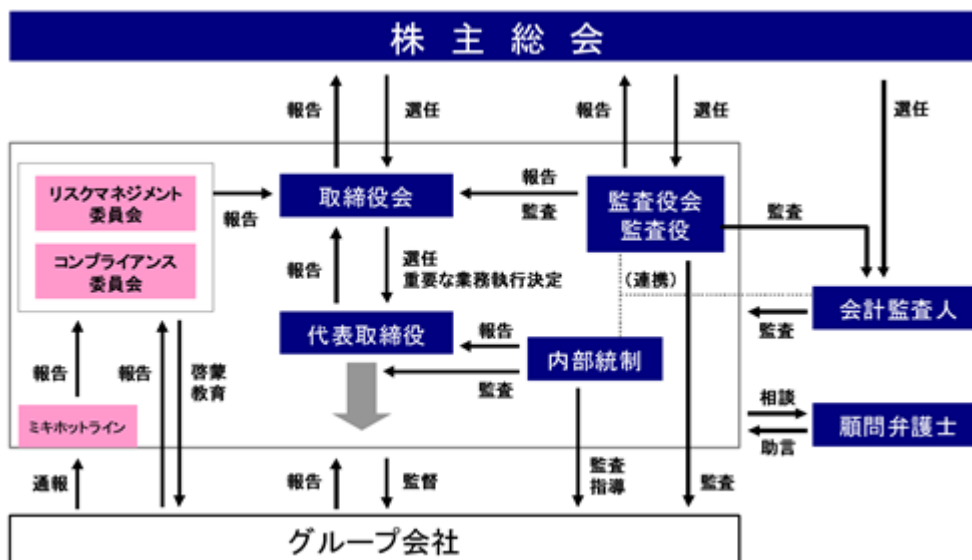 株主総会
報告
選任
報告
選任
選任
リスクマネジメント
委員会
報告
取締役会
報告
監査
監査役会
監査役
監査
コンプライアンス
委員会
報告
選任
重要な業務執行決定
(連携)
会計監査人
代表取締役
報告
内部統制
監査
監査
報告
報告
啓蒙
教育
ミキホットライン
相談
顧問弁護士
助言
通報
報告
監督
監査
指導
監査
グループ会社